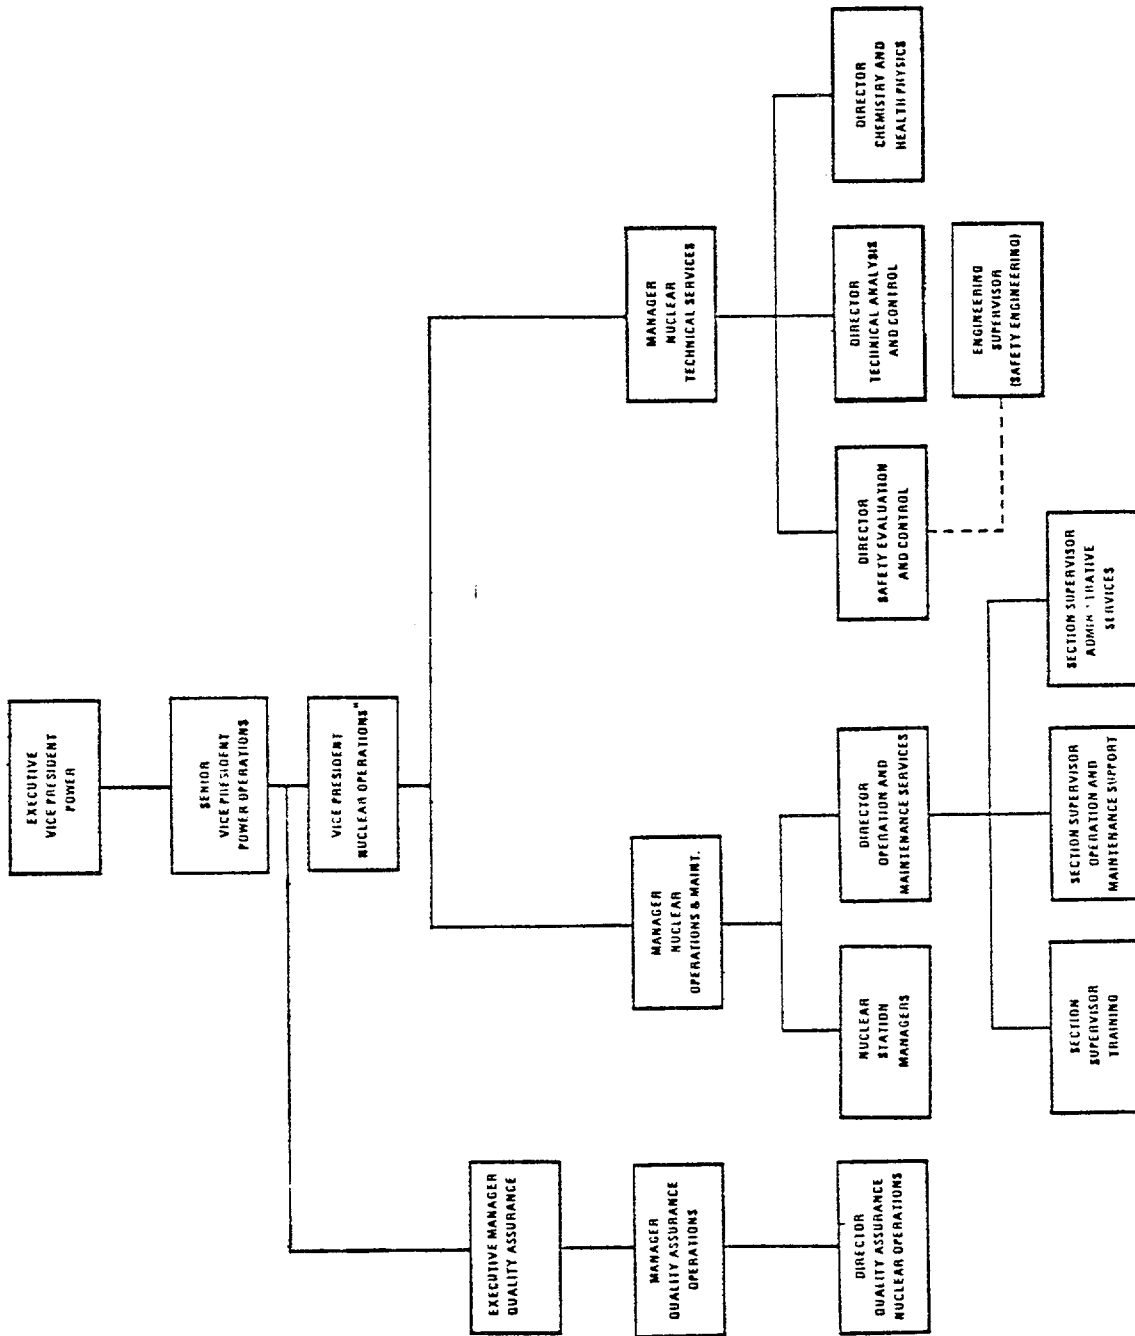 EXECUTIVE
VICE PRESIDENT
POWER
SENIOR
VICE PRESIDENT
POWER OPERATIONS
VICE PRESIDENT
NUCLEAR OPERATIONS*
EXECUTIVE MANAGER
QUALITY ASSURANCE
MANAGER
QUALITY ASSURANCE
OPERATIONS
DIRECTOR
QUALITY ASSURANCE
NUCLEAR OPERATIONS
MANAGER
NUCLEAR
OPERATIONS & MAINT.
NUCLEAR
STATION
MANAGERS
DIRECTOR
OPERATION AND
MAINTENANCE SERVICES
SECTION
SUPERVISOR
TRAINING
SECTION SUPERVISOR
OPERATION AND
MAINTENANCE SUPPORT
SECTION SUPERVISOR
SERVICES
MANAGER
NUCLEAR
TECHNICAL SERVICES
DIRECTOR
SAFETY EVALUATION
AND CONTROL
DIRECTOR
TECHNICAL ANALYSIS
AND CONTROL
DIRECTOR
CHEMISTRY AND
HEALTH PHYSICS
ENGINEERING
SUPERVISOR
(SAFETY ENGINEERING)